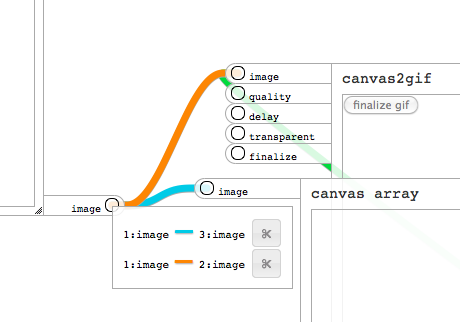 image
canvas2gif
quality
finalize gif
delay
transparent
finalize
image
canvas array
image
1:image 3:image
1:image 2:image